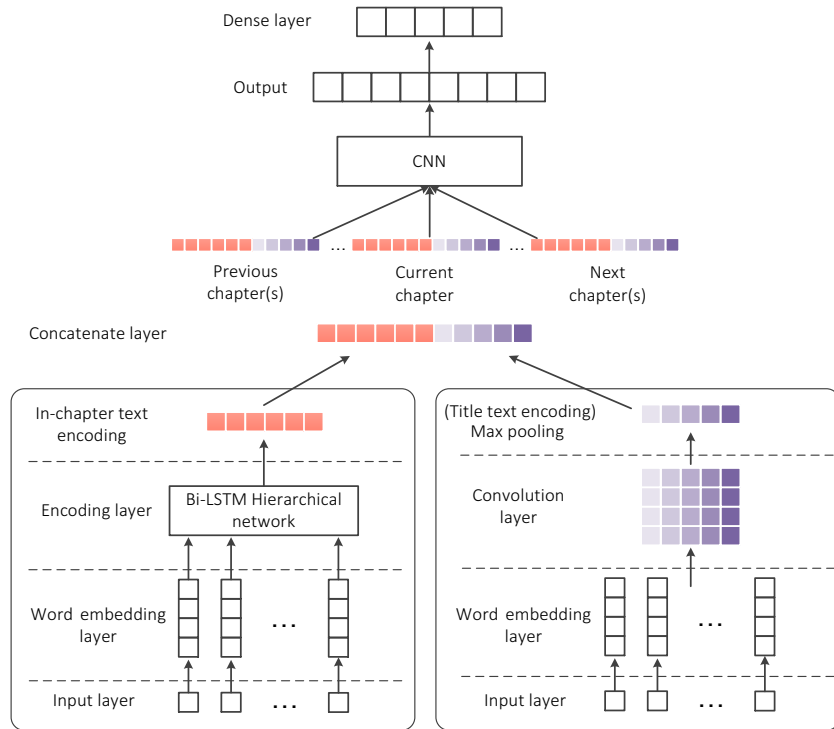 Dense layer
Output
CNN
... ...
Previous
chapter(s)
Current
chapter
Next
chapter(s)
Concatenate layer
In-chapter text
encoding
Encoding layer
Bi-LSTM Hierarchical
network
Word embedding
layer
...
Input layer
...
(Title text encoding)
Max pooling
Convolution
layer
Word embedding
layer
...
Input layer
...